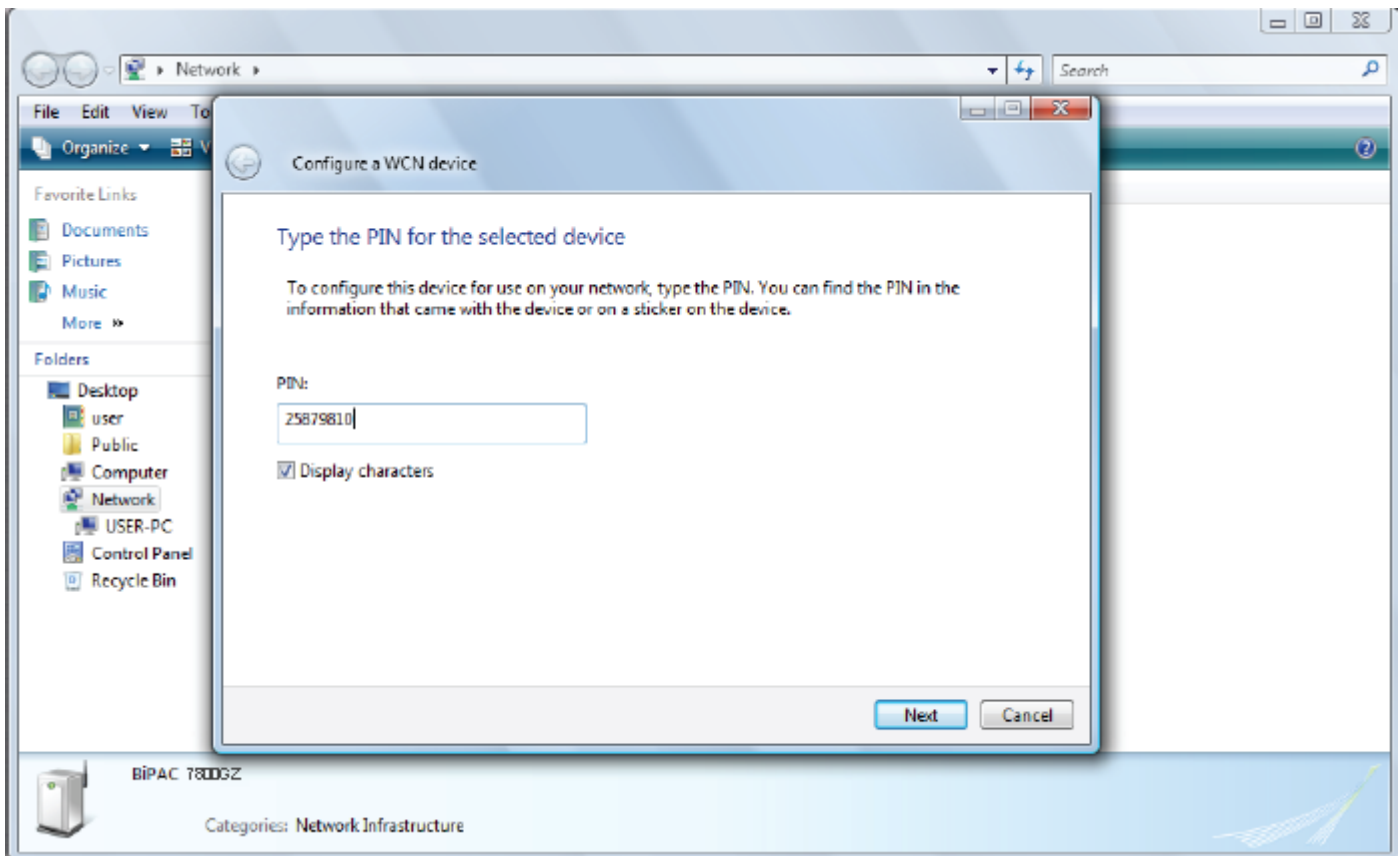 Network
Search
File Edit View To
Organize V
Configure a WCN device
Favorite Links
Documents
Pictures
Music
More »
Folders
Desktop
user
Public
Computer
Network
USER-PC
Control Panel
Recycle Bin
Type the PIN for the selected device
To configure this device for use on your network, type the PIN. You can find the PIN in the
information that came with the device or on a sticker on the device.
PIN:
25879810
Display characters
Next Cancel
BiPAC 7800GZ
Categories: Network Infrastructure